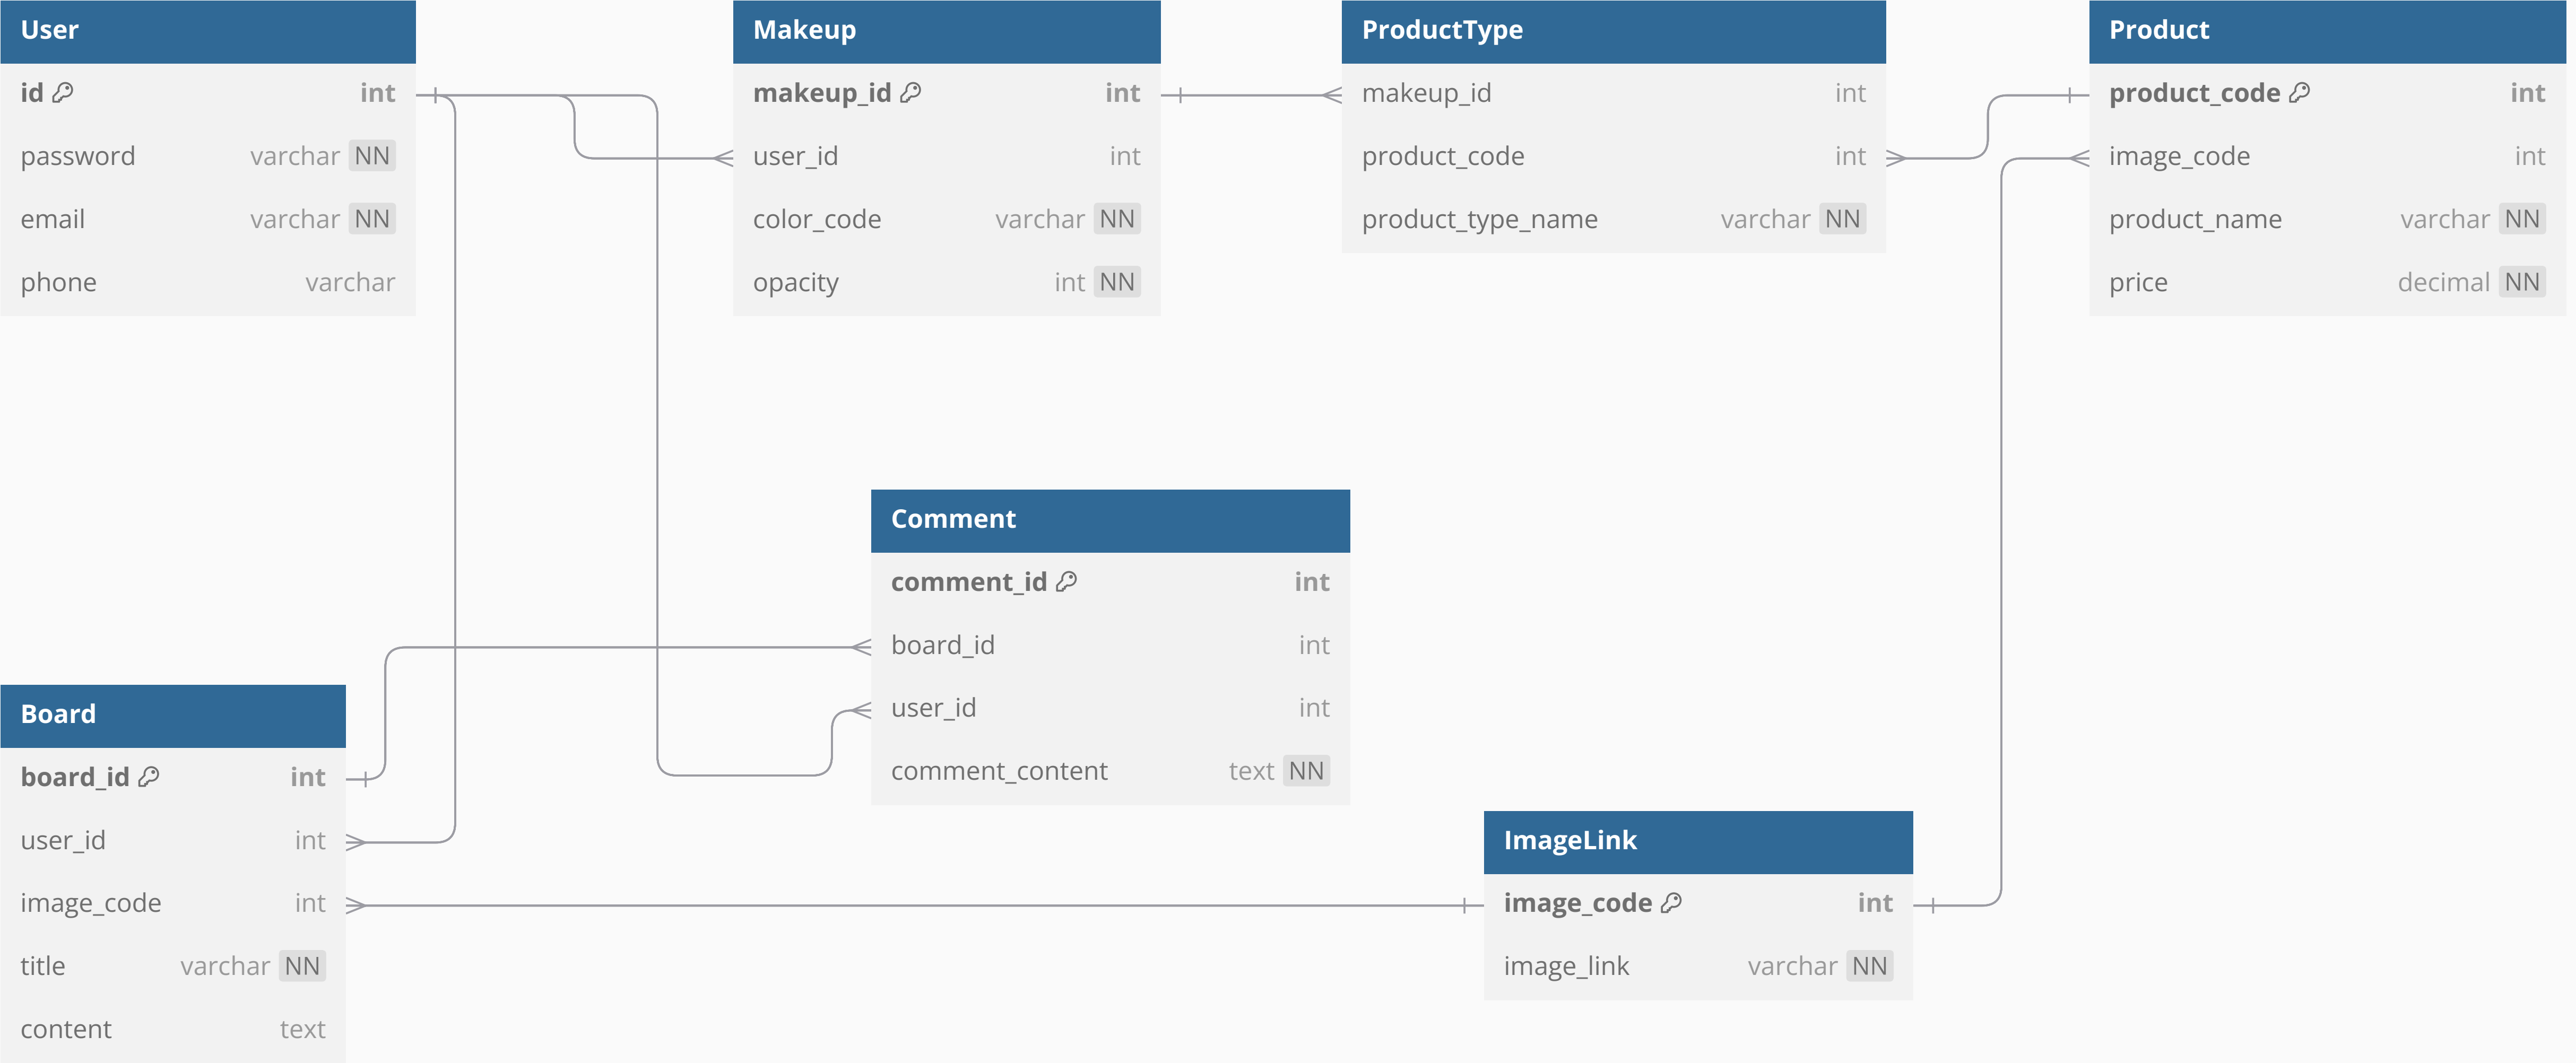 User
id int
password varchar NN
email varchar NN
phone varchar
Makeup
makeup_id int
user_id int
color_code varchar NN
opacity int NN
ProductType
makeup_id int
product_code int
product_type_name varchar NN
Product
product_code int
image_code int
product_name varchar NN
price decimal NN
Comment
comment_id int
board_id int
user_id int
comment_content text NN
Board
board_id int
user_id int
image_code int
title varchar NN
content text
ImageLink
image_code int
image_link varchar NN